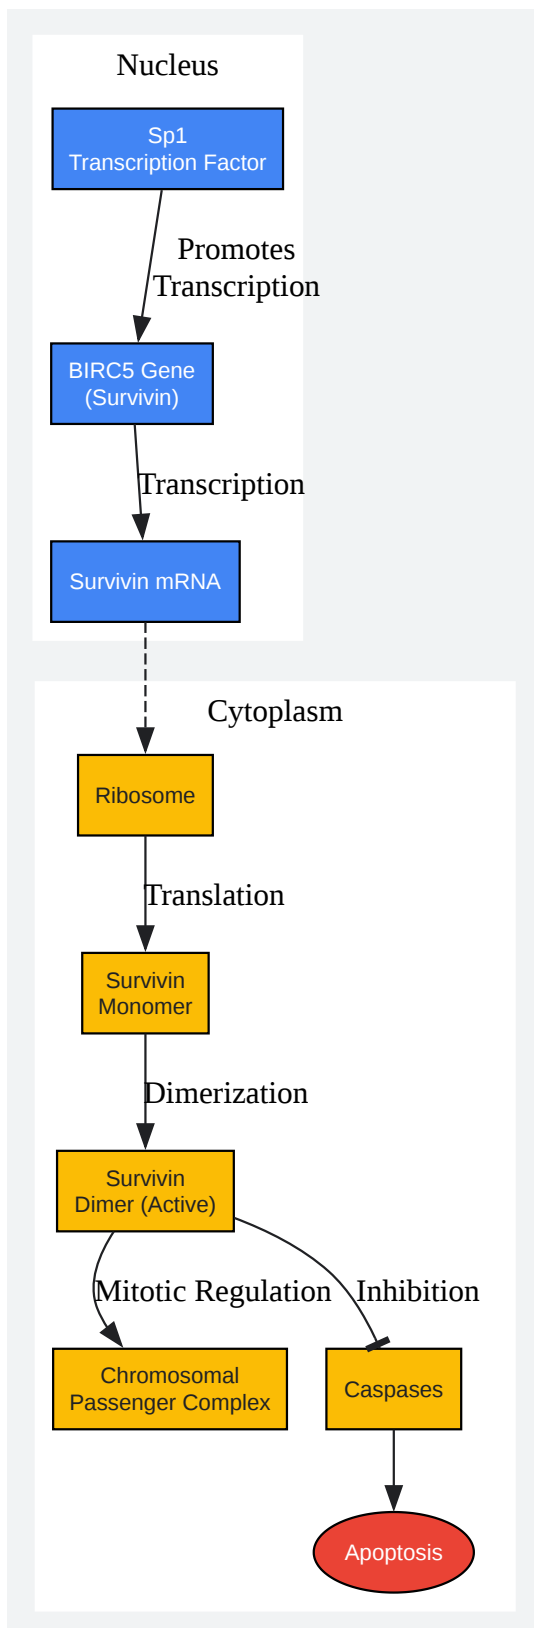 Nucleus
Sp1
Transcription Factor
Promotes
Transcription
BIRC5 Gene
(Survivin)
Transcription
Survivin mRNA
Cytoplasm
Ribosome
Translation
Survivin
Monomer
Dimerization
Survivin
Dimer (Active)
Mitotic Regulation
Inhibition
Chromosomal
Passenger Complex
Caspases
Apoptosis